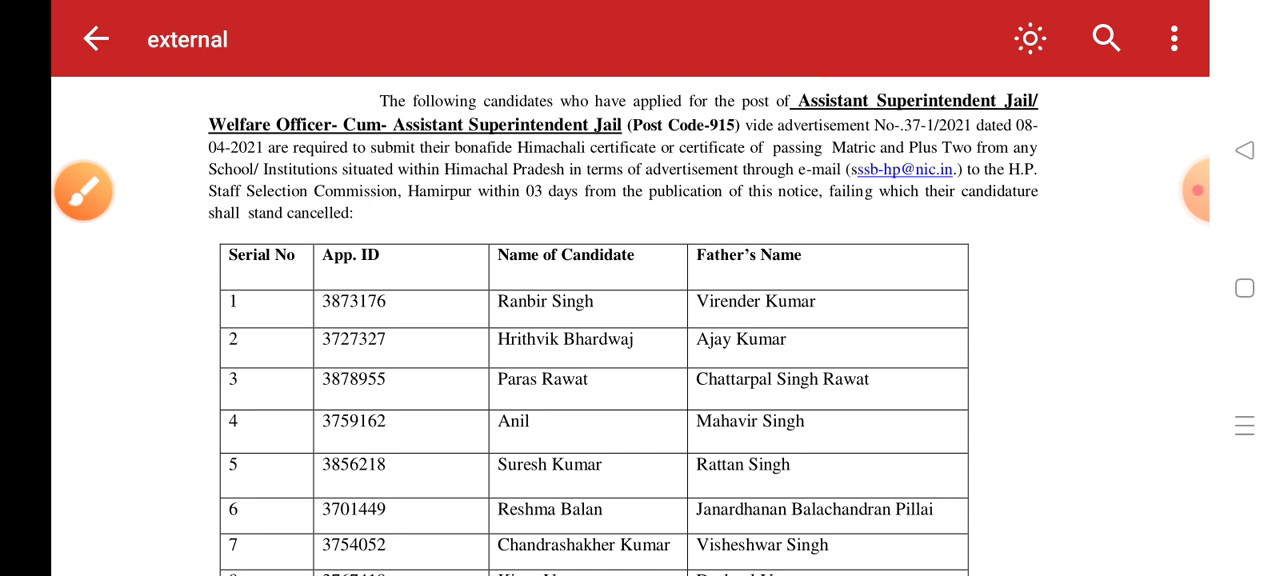 external
The following candidates who have applied for the post of Assistant Superintendent Jail/
Welfare Officer- Cum- Assistant Superintendent Jail (Post Code-915) vide advertisement No-.37-1/2021 dated 08-
04-2021 are required to submit their bonafide Himachali certificate or certificate of passing Matric and Plus Two from any
School/ Institutions situated within Himachal Pradesh in terms of advertisement through e-mail (sssb-hp@nic.in.) to the H.P.
Staff Selection Commission, Hamirpur within 03 days from the publication of this notice, failing which their candidature
shall stand cancelled:
Serial No App. ID Name of Candidate Father's Name
1 3873176 Ranbir Singh Virender Kumar
2 3727327 Hrithvik Bhardwaj Ajay Kumar
3 3878955 Paras Rawat Chattarpal Singh Rawat
4 3759162 Anil Mahavir Singh
5 3856218 Suresh Kumar Rattan Singh
6 3701449 Reshma Balan Janardhanan Balachandran Pillai
7 3754052 Chandrashakher Kumar Visheshwar Singh